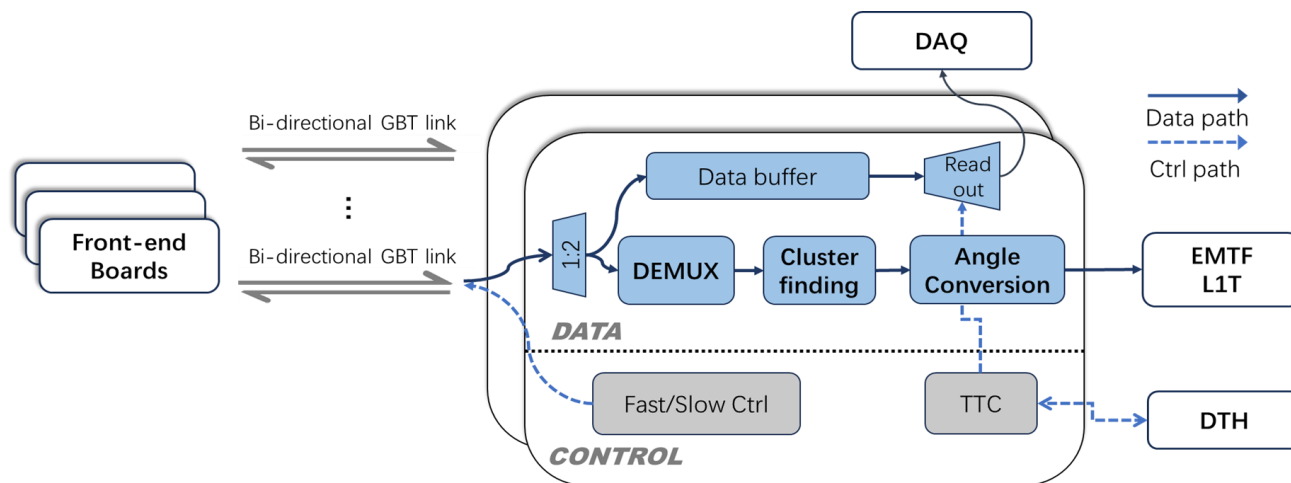 DAQ
Bi-directional GBT link
Data path
Ctrl path
Data buffer
Read
out
⋮
Front-end
Boards
Bi-directional GBT link
1:2
DEMUX
Cluster
finding
Angle
Conversion
EMTF
L1T
DATA
Fast/Slow Ctrl
TTC
DTH
CONTROL